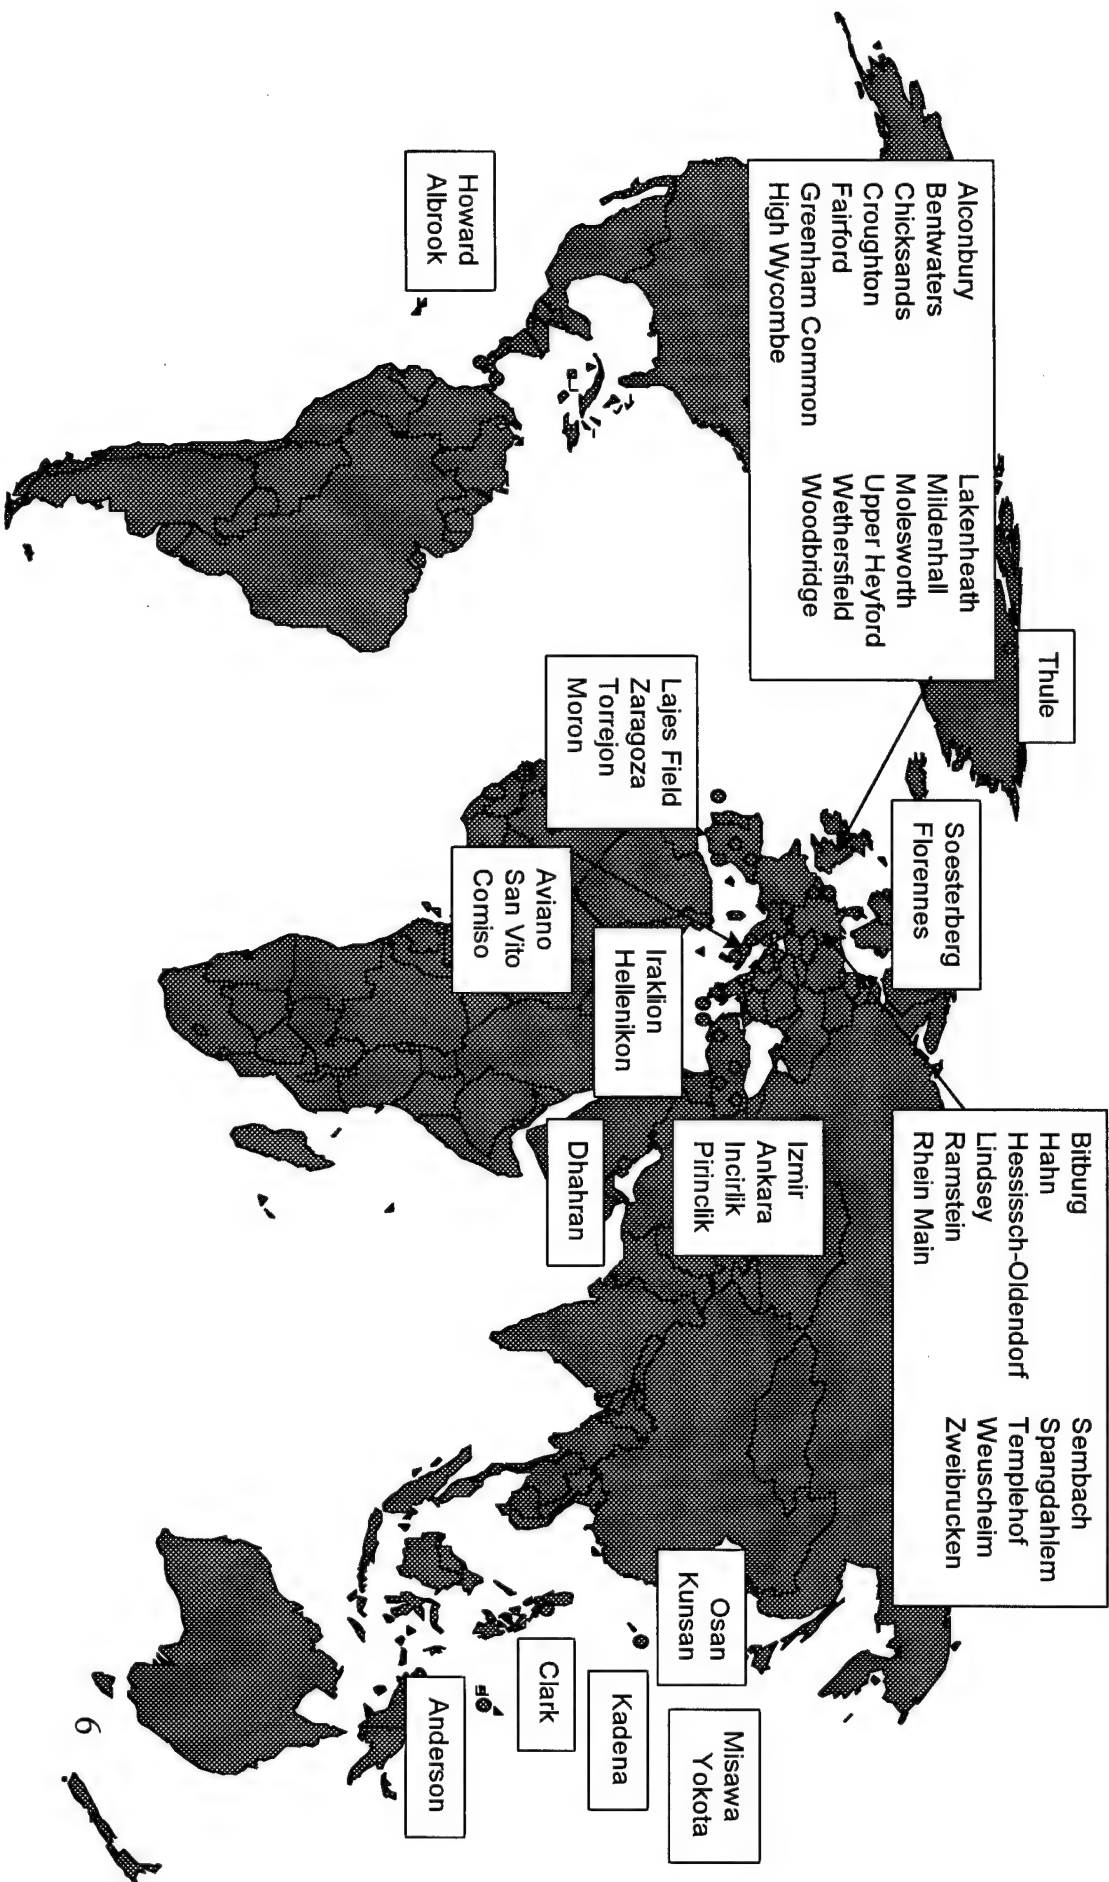 Thule
Alconbury
Bentwaters
Chicksands
Croughton
Fairford
Greenham Common
High Wycombe
Lakenheath
Mildenhall
Molesworth
Upper Heyford
Wethersfield
Woodbridge
Soesterberg
Florennes
Bitburg
Hahn
Hessissch-Oldendorf
Lindsey
Ramstein
Rhein Main
Sembach
Spangdahlem
Templehof
Weuscheim
Zweibrucken
Lajes Field
Zaragoza
Torrejon
Moron
Aviano
San Vito
Comiso
Iraklion
Hellenikon
Izmir
Ankara
Incirlik
Pirinclik
Dhahran
Osan
Kunsan
Misawa
Yokota
Kadena
Clark
Anderson
Howard
Albrook
6